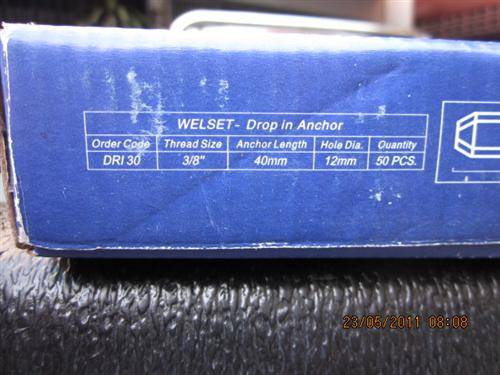 WELSET- Drop in Anchor
Order Code Thread Size Anchor Length Hole Dia. Quantity
DRI 30 3/8" 40mm 12mm 50 PCS.
23/05/2011 08:08